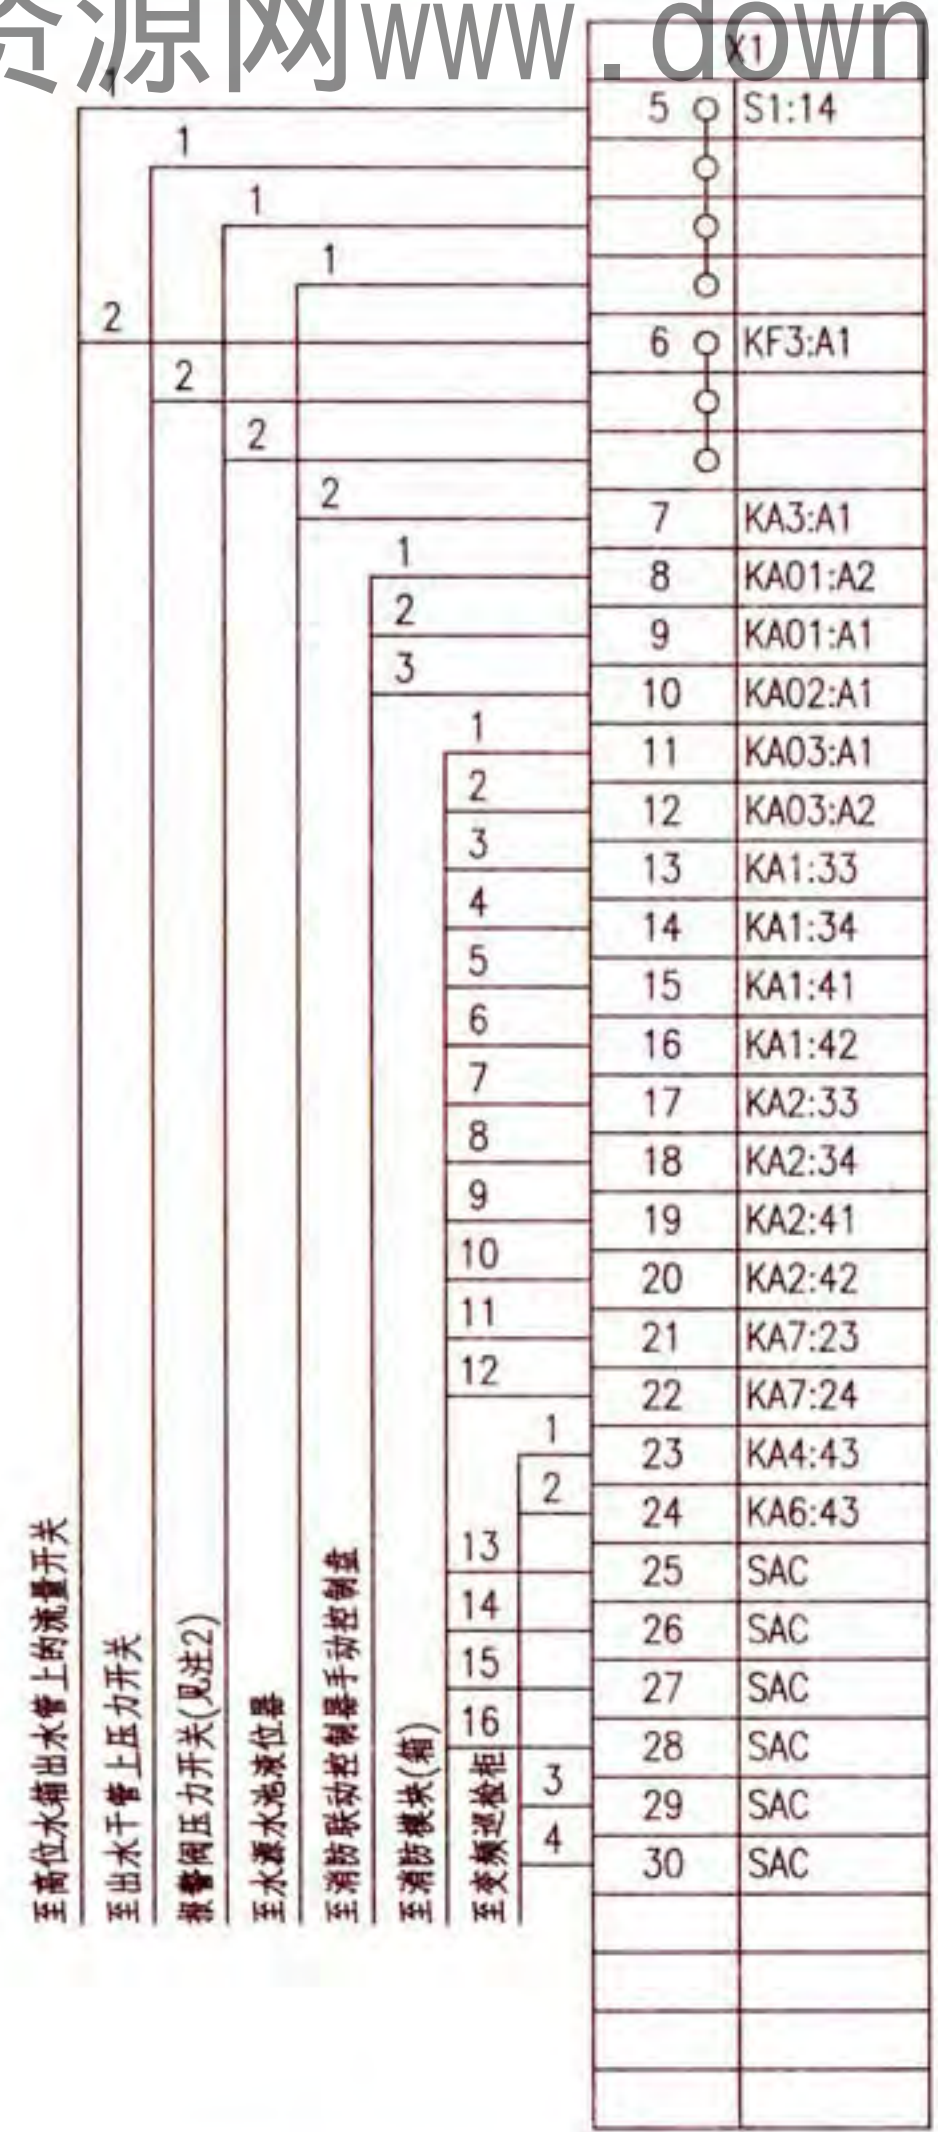 资源网www.down
X1
1 5 S1:14
1
1
1
2 6 KF3:A1
2
2
2 7 KA3:A1
1 8 KA01:A2
2 9 KA01:A1
3 10 KA02:A1
1 11 KA03:A1
2 12 KA03:A2
3 13 KA1:33
4 14 KA1:34
5 15 KA1:41
6 16 KA1:42
7 17 KA2:33
8 18 KA2:34
9 19 KA2:41
10 20 KA2:42
11 21 KA7:23
12 22 KA7:24
1 23 KA4:43
2 24 KA6:43
13 25 SAC
14 26 SAC
15 27 SAC
16 28 SAC
3 29 SAC
4 30 SAC
至高位水箱出水管上的流量开关
至出水干管上压力开关
报警阀压力开关(见注2)
至水源水池液位器
至消防联动控制器手动控制盘
至消防模块(箱)
至变频巡检柜